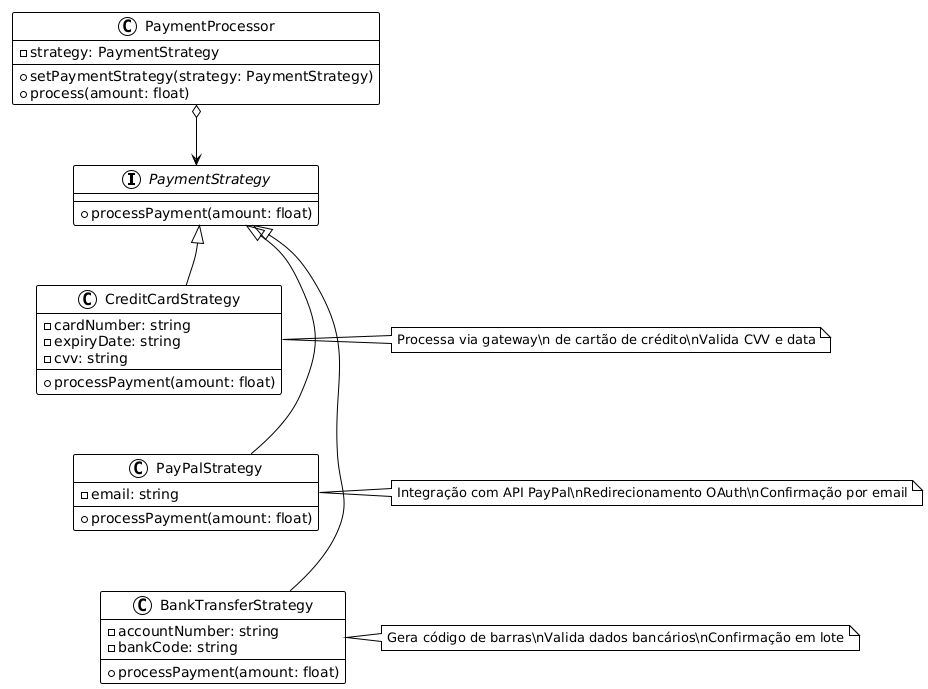 C PaymentProcessor
strategy: PaymentStrategy
setPaymentStrategy(strategy: PaymentStrategy)
process(amount: float)
I PaymentStrategy
processPayment(amount: float)
C CreditCardStrategy
cardNumber: string
expiryDate: string
cvv: string
processPayment(amount: float)
Processa via gateway\n de cartão de crédito\nValida CVV e data
C PayPalStrategy
email: string
processPayment(amount: float)
Integração com API PayPal\nRedirecionamento OAuth\nConfirmação por email
C BankTransferStrategy
accountNumber: string
bankCode: string
processPayment(amount: float)
Gera código de barras\nValida dados bancários\nConfirmação em lote